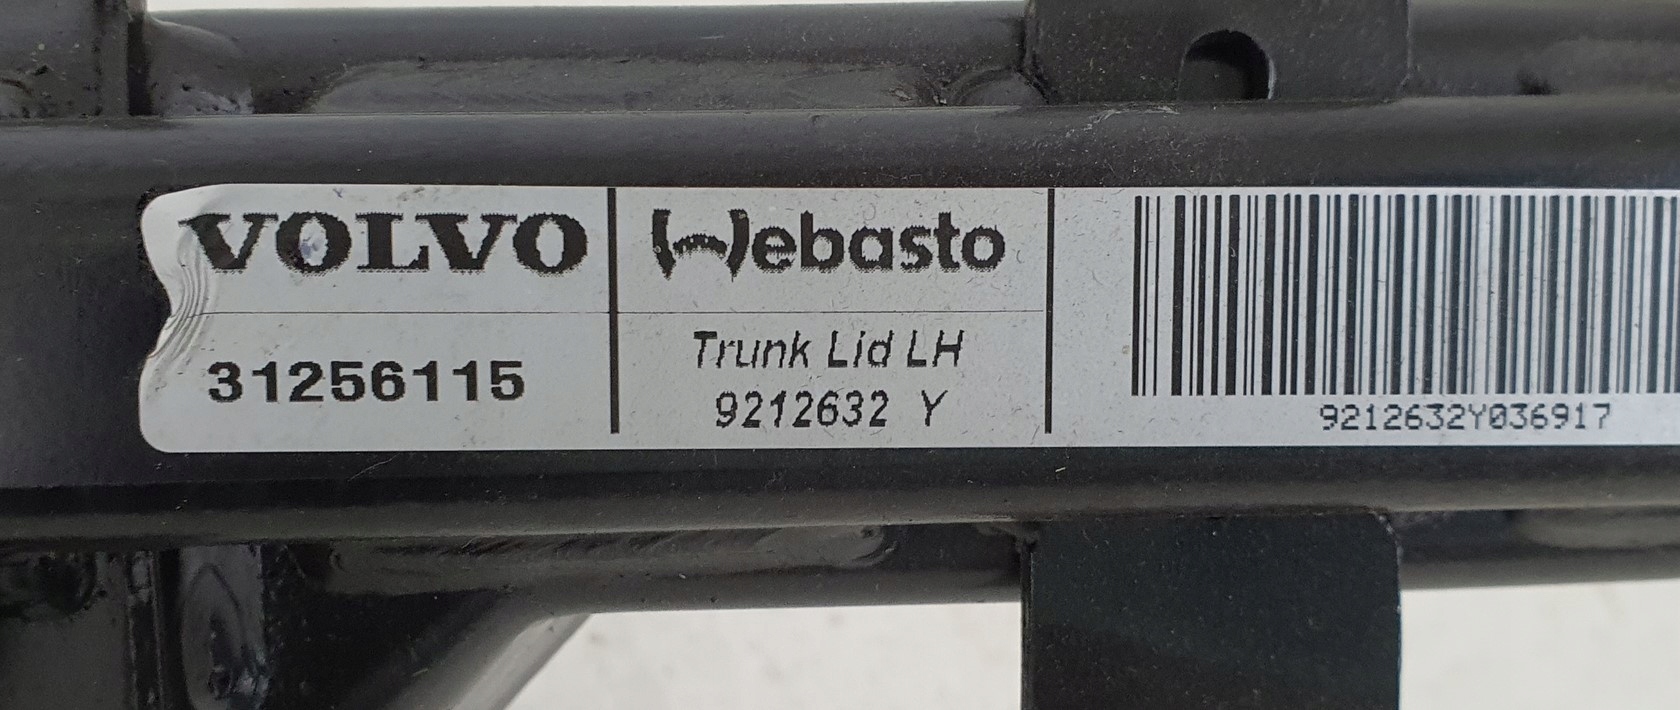 VOLVO
31256115
Webasto
Trunk Lid LH
9212632 Y
9212632Y036917